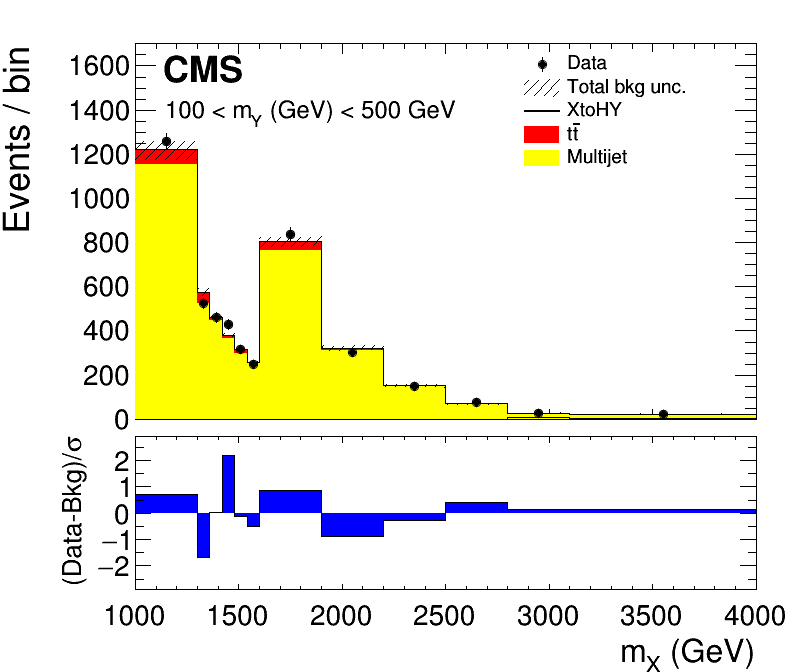 Events / bin
1600
1400
1200
1000
800
600
400
200
0
CMS
100 < m_Y (GeV) < 500 GeV
Data
Total bkg unc.
XtoHY
tt̄
Multijet
(Data-Bkg)/σ
2
1
0
−1
−2
1000 1500 2000 2500 3000 3500 4000
m_X (GeV)